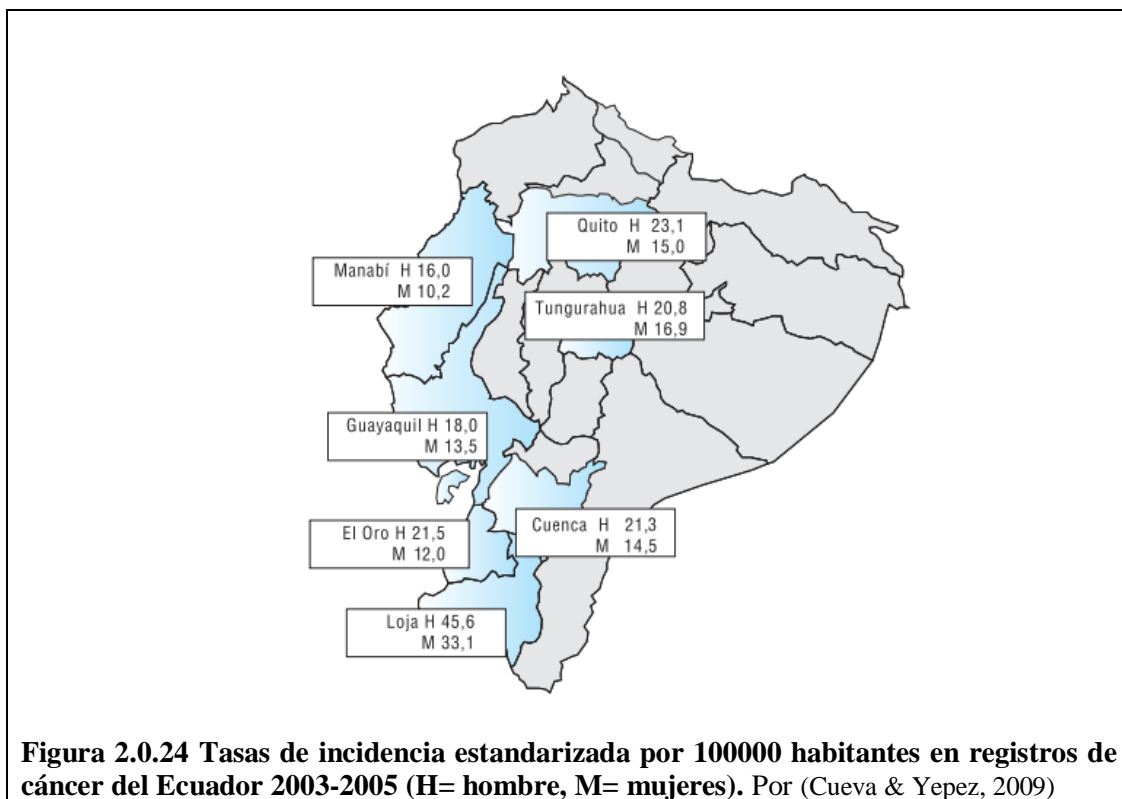 Quito H 23,1
M 15,0
Manabí H 16,0
M 10,2
Tungurahua H 20,8
M 16,9
Guayaquil H 18,0
M 13,5
El Oro H 21,5
M 12,0
Cuenca H 21,3
M 14,5
Loja H 45,6
M 33,1
Figura 2.0.24 Tasas de incidencia estandarizada por 100000 habitantes en registros de
cáncer del Ecuador 2003-2005 (H= hombre, M= mujeres). Por (Cueva & Yepez, 2009)